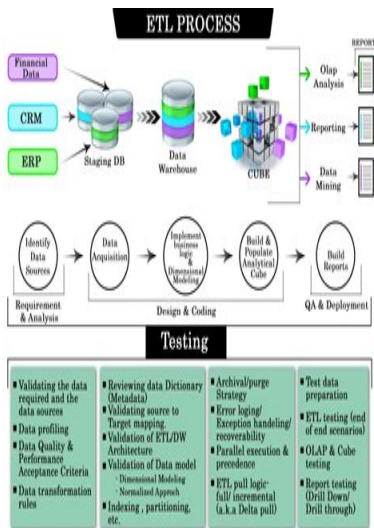 ETL PROCESS
Financial
Data
CRM
ERP
Staging DB
Data
Warehouse
CUBE
REPORT
Olap
Analysis
Reporting
Data
Mining
Identify
Data
Sources
Data
Acquisition
Implement
business
logic
&
Dimensional
Modeling
Build &
Populate
Analytical
Cube
Build
Reports
Requirement
& Analysis
Design & Coding
QA & Deployment
Testing
Validating the data
required and the
data sources
Data profiling
Data Quality &
Performance
Acceptance Criteria
Data transformation
rules
Reviewing data Dictionary
(Metadata)
Validating source to
Target mapping.
Validation of ETL/DW
Architecture
Validation of Data model
- Dimensional Modeling
- Normalized Approch
Indexing , partitioning,
etc.
Archival/purge
Strategy
Error loging/
Exception handeling/
recoverability
Parallel execution &
precedence
ETL pull logic-
full/ incremental
(a.k.a Delta pull)
Test data
preparation
ETL testing (end
of end scenarios)
OLAP & Cube
testing
Report testing
(Drill Down/
Drill through)